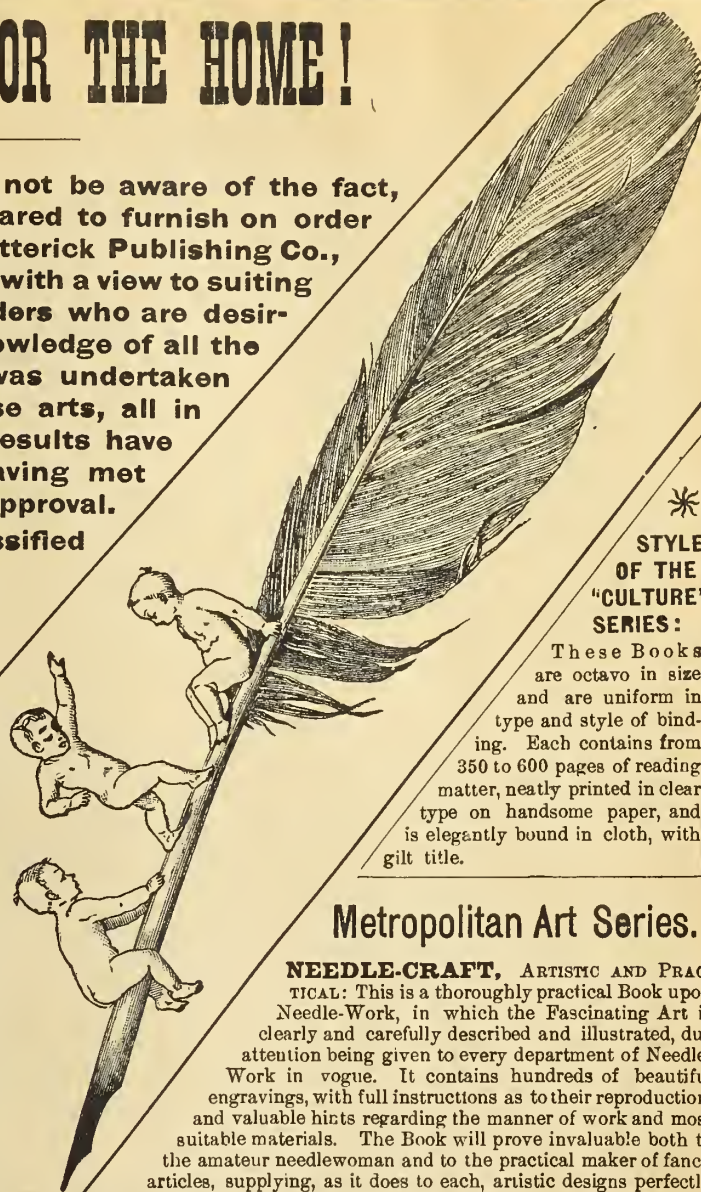 OR THE HOME!
not be aware of the fact,
ared to furnish on order
tterick Publishing Co.,
with a view to suiting
ders who are desir-
owledge of all the
was undertaken
se arts, all in
esults have
aving met
pproval.
ssified
STYLE
OF THE
"CULTURE"
SERIES:
These Books
are octavo in size
and are uniform in
type and style of bind-
ing. Each contains from
350 to 600 pages of reading
matter, neatly printed in clear
type on handsome paper, and
is elegantly bound in cloth, with
gilt title.
Metropolitan Art Series.
NEEDLE-CRAFT, ARTISTIC AND PRAC
TICAL: This is a thoroughly practical Book upo
Needle-Work, in which the Fascinating Art i
clearly and carefully described and illustrated, du
attention being given to every department of Needle
Work in vogue. It contains hundreds of beautifu
engravings, with full instructions as to their reproduction
and valuable hints regarding the manner of work and mos
suitable materials. The Book will prove invaluable both t
the amateur needlewoman and to the practical maker of fanc
articles, supplying, as it does to each, artistic designs perfectl